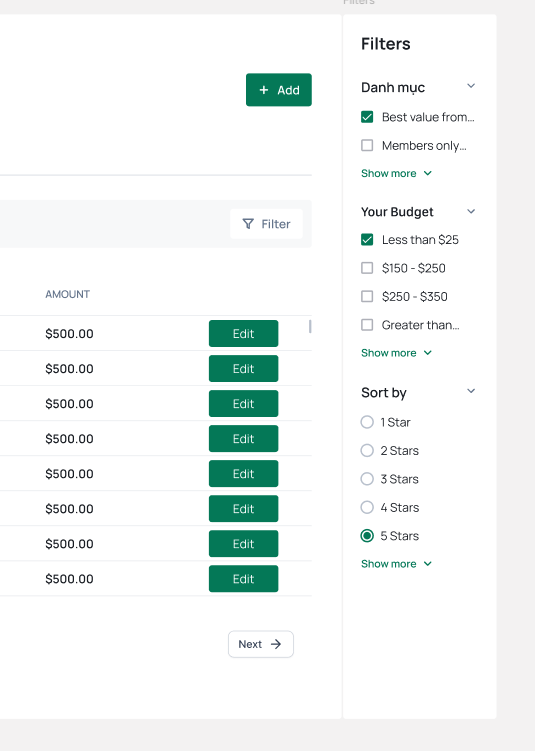 Filters
Filters
+ Add
Filter
AMOUNT
$500.00 Edit
$500.00 Edit
$500.00 Edit
$500.00 Edit
$500.00 Edit
$500.00 Edit
$500.00 Edit
$500.00 Edit
Next →
Danh mục
Best value from...
Members only...
Show more
Your Budget
Less than $25
$150 - $250
$250 - $350
Greater than...
Show more
Sort by
1 Star
2 Stars
3 Stars
4 Stars
5 Stars
Show more